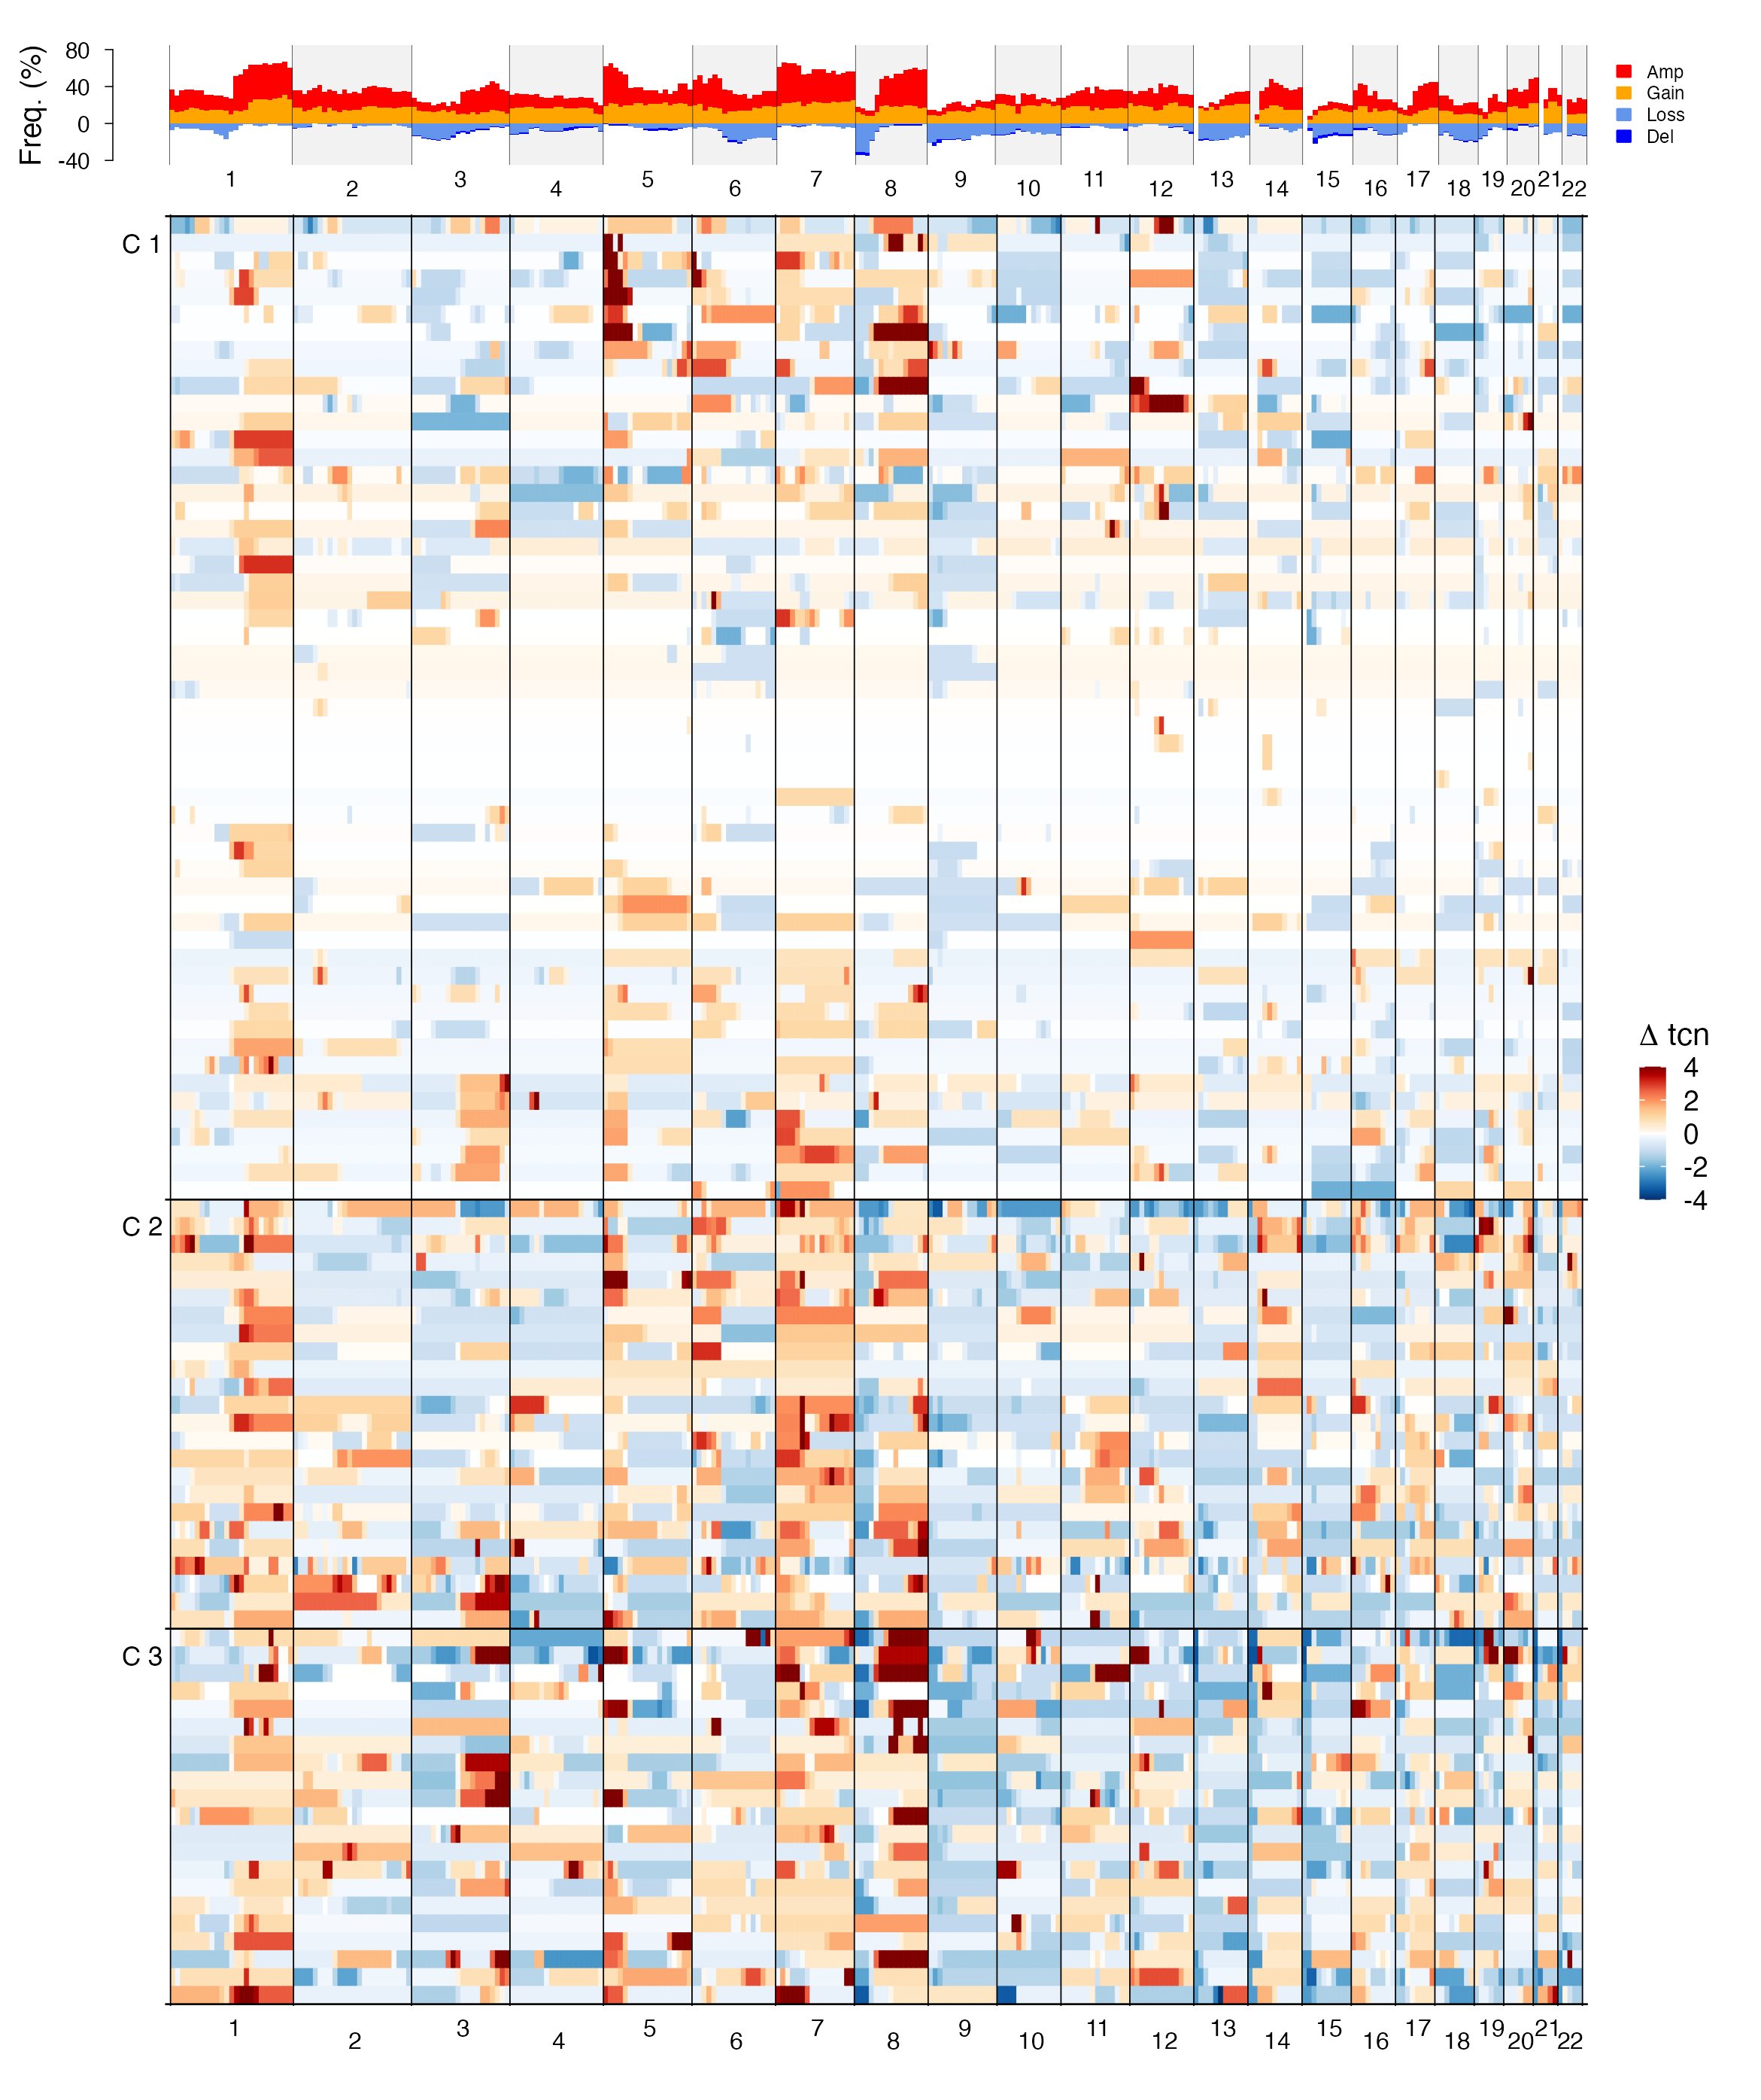 Freq. (%)
80
40
0
-40
Amp
Gain
Loss
Del
1 2 3 4 5 6 7 8 9 10 11 12 13 14 15 16 17 18 19 20 21 22
C 1
C 2
C 3
Δ tcn
4
2
0
-2
-4
1 2 3 4 5 6 7 8 9 10 11 12 13 14 15 16 17 18 19 20 21 22